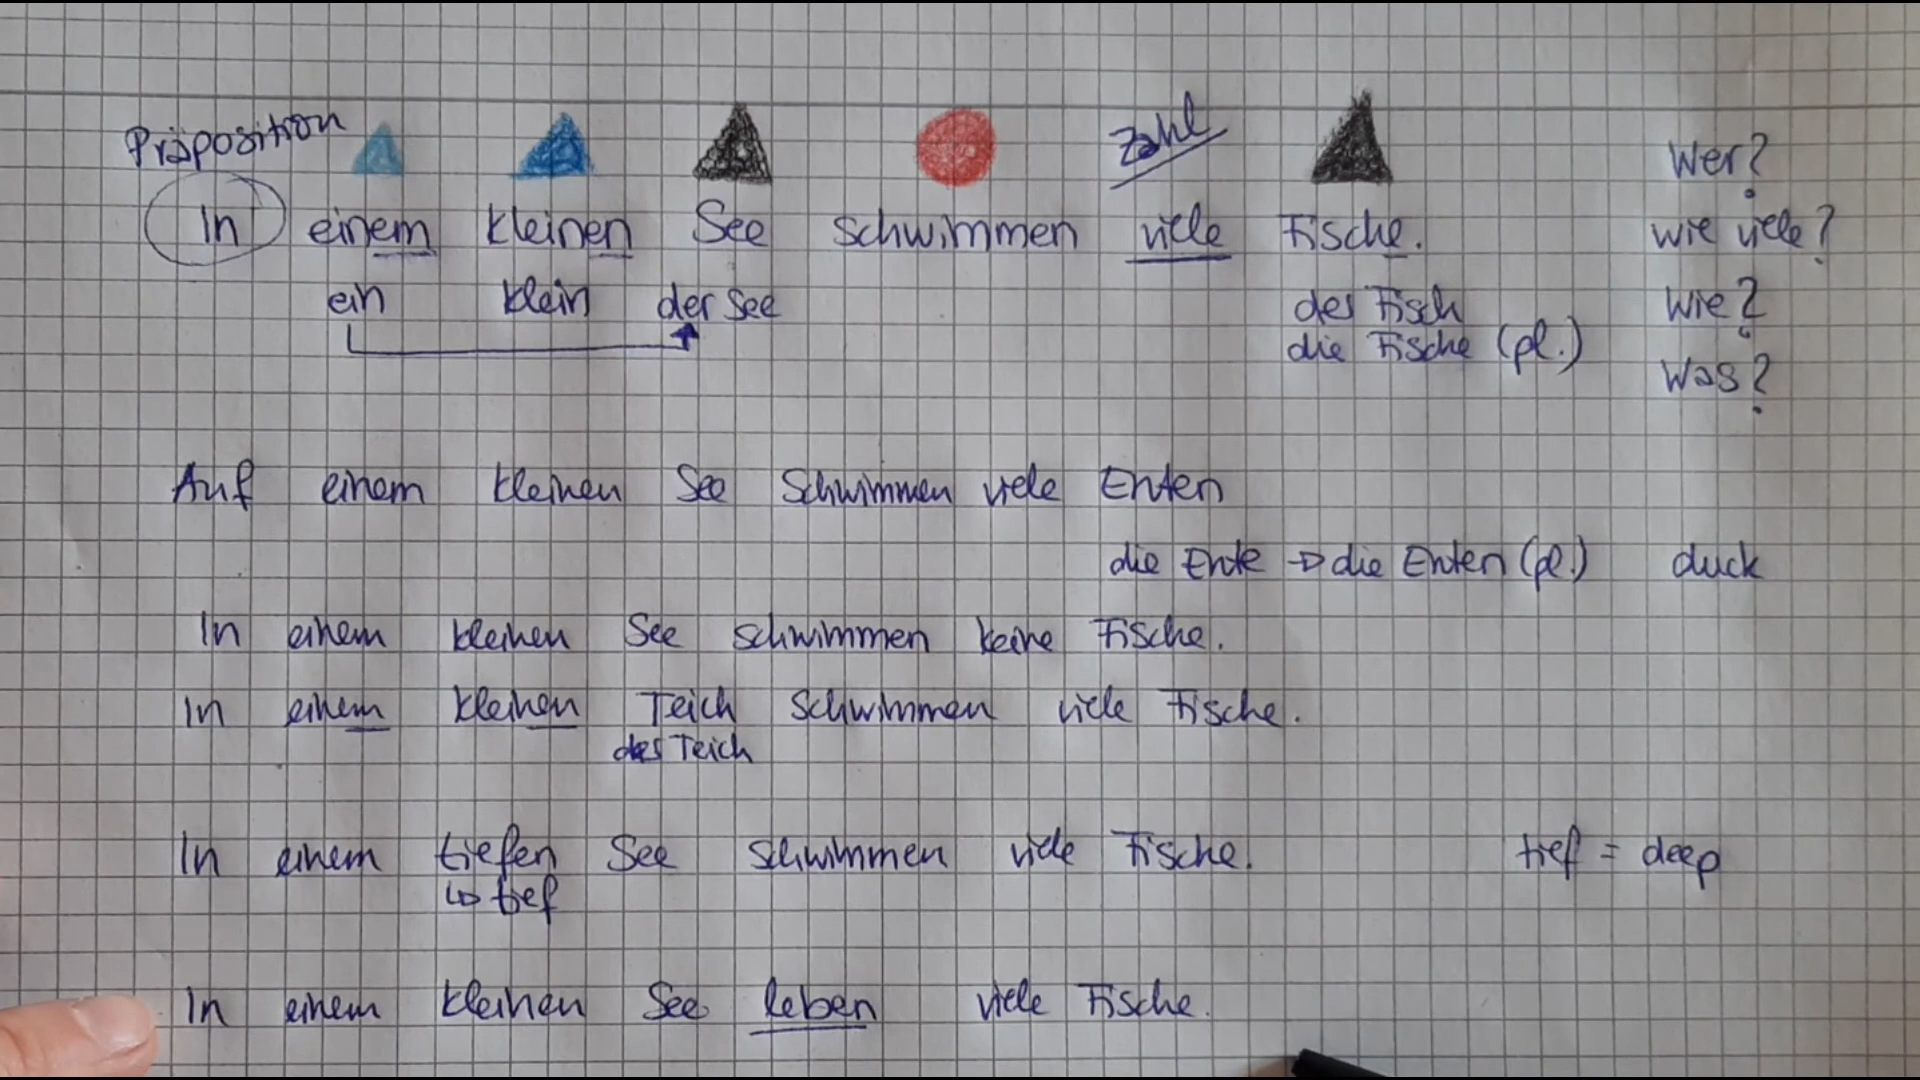 Präposition Zahl Wer?
In einem kleinen See schwimmen viele Fische. wie viele?
ein klein der See der Fisch Wie?
die Fische (pl.) Was?
Auf einem kleinen See schwimmen viele Enten
die Ente → die Enten (pl.) duck
In einem kleinen See schwimmen keine Fische.
In einem kleinen Teich schwimmen viele Fische.
der Teich
In einem tiefen See schwimmen viele Fische. tief = deep
↳ tief
In einem kleinen See leben viele Fische.